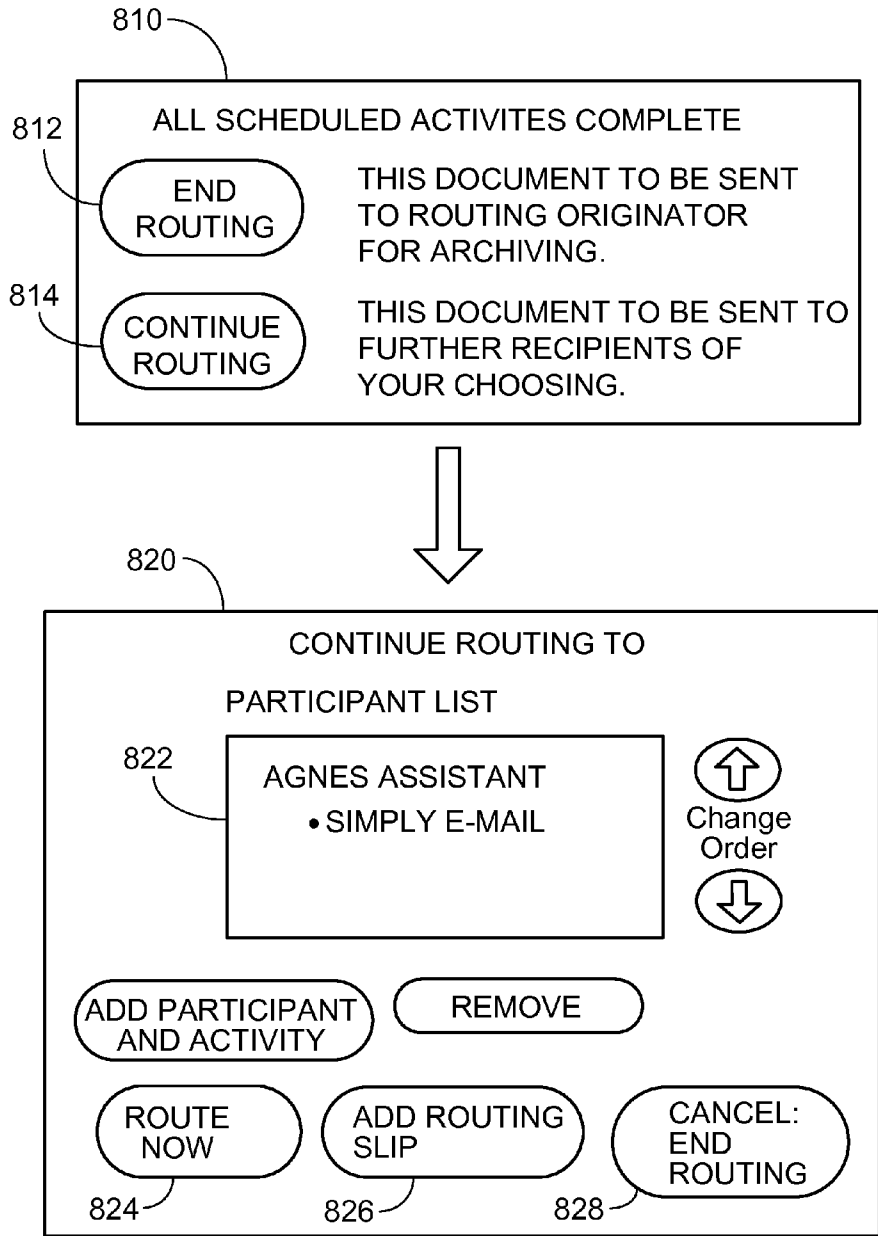 810
ALL SCHEDULED ACTIVITES COMPLETE
812
END
ROUTING
THIS DOCUMENT TO BE SENT
TO ROUTING ORIGINATOR
FOR ARCHIVING.
814
CONTINUE
ROUTING
THIS DOCUMENT TO BE SENT TO
FURTHER RECIPIENTS OF
YOUR CHOOSING.
820
CONTINUE ROUTING TO
PARTICIPANT LIST
822
AGNES ASSISTANT
• SIMPLY E-MAIL
Change
Order
ADD PARTICIPANT
AND ACTIVITY
REMOVE
ROUTE
NOW
ADD ROUTING
SLIP
CANCEL:
END
ROUTING
824
826
828